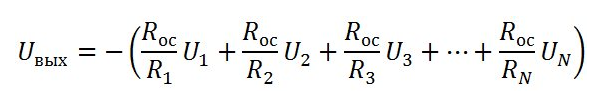 U_вых = −(R_ос/R_1 U_1 + R_ос/R_2 U_2 + R_ос/R_3 U_3 + ⋯ + R_ос/R_N U_N)